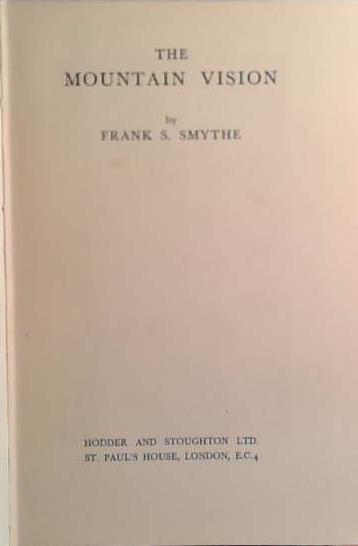 THE
MOUNTAIN VISION
by
FRANK S. SMYTHE
HODDER AND STOUGHTON LTD.
ST. PAUL'S HOUSE, LONDON, E.C.4